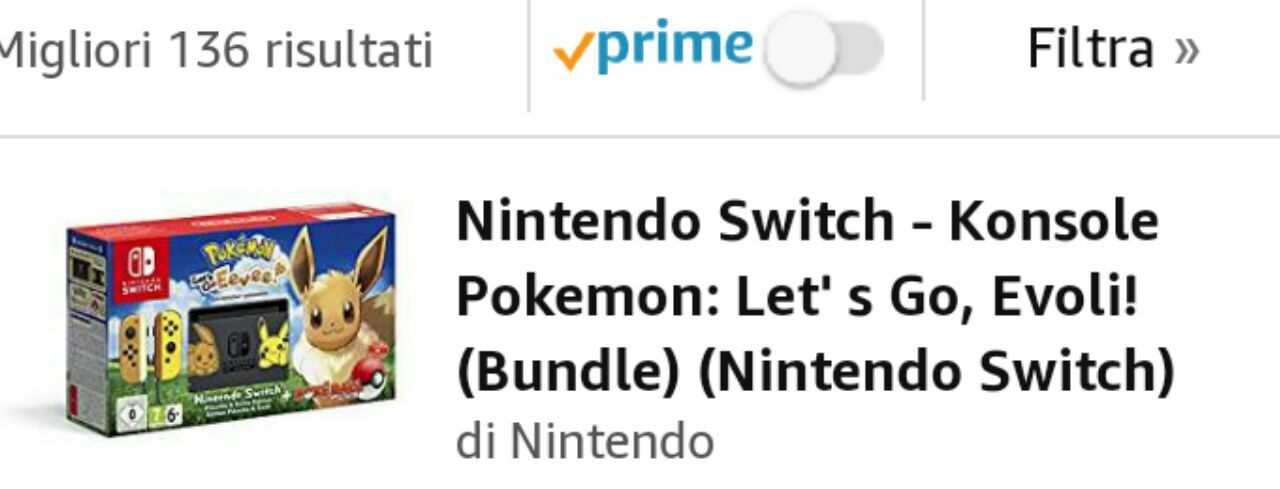 Migliori 136 risultati
prime
Filtra »
Nintendo Switch - Konsole
Pokemon: Let' s Go, Evoli!
(Bundle) (Nintendo Switch)
di Nintendo
NINTENDO
SWITCH
POKéMON
Let's Go Eevee!
Nintendo Switch